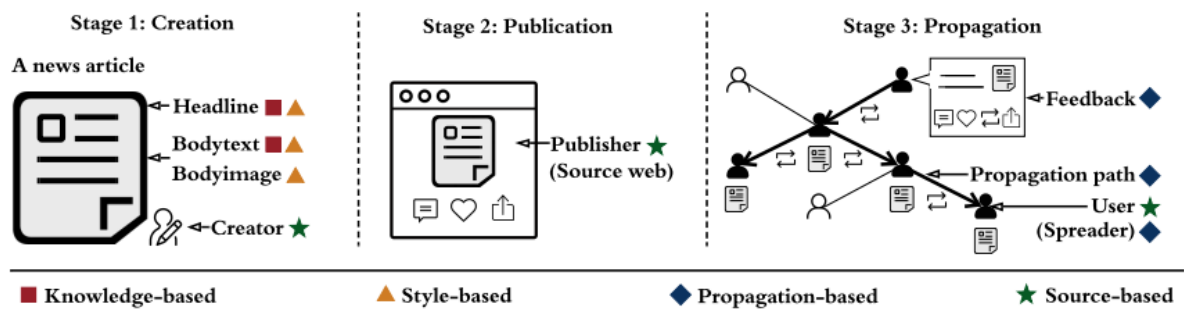 Stage 1: Creation
A news article
Headline
Bodytext
Bodyimage
Creator
Stage 2: Publication
Publisher
(Source web)
Stage 3: Propagation
Feedback
Propagation path
User
(Spreader)
Knowledge-based
Style-based
Propagation-based
Source-based